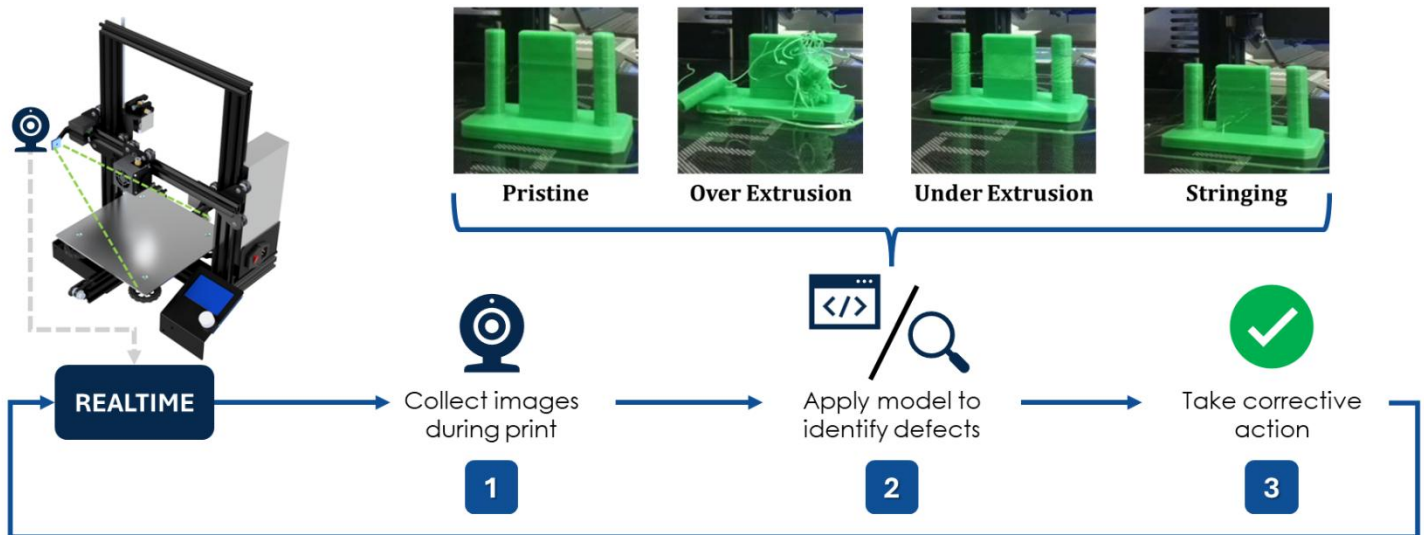 Pristine
Over Extrusion
Under Extrusion
Stringing
</>
REALTIME
Collect images
during print
Apply model to
identify defects
Take corrective
action
1
2
3